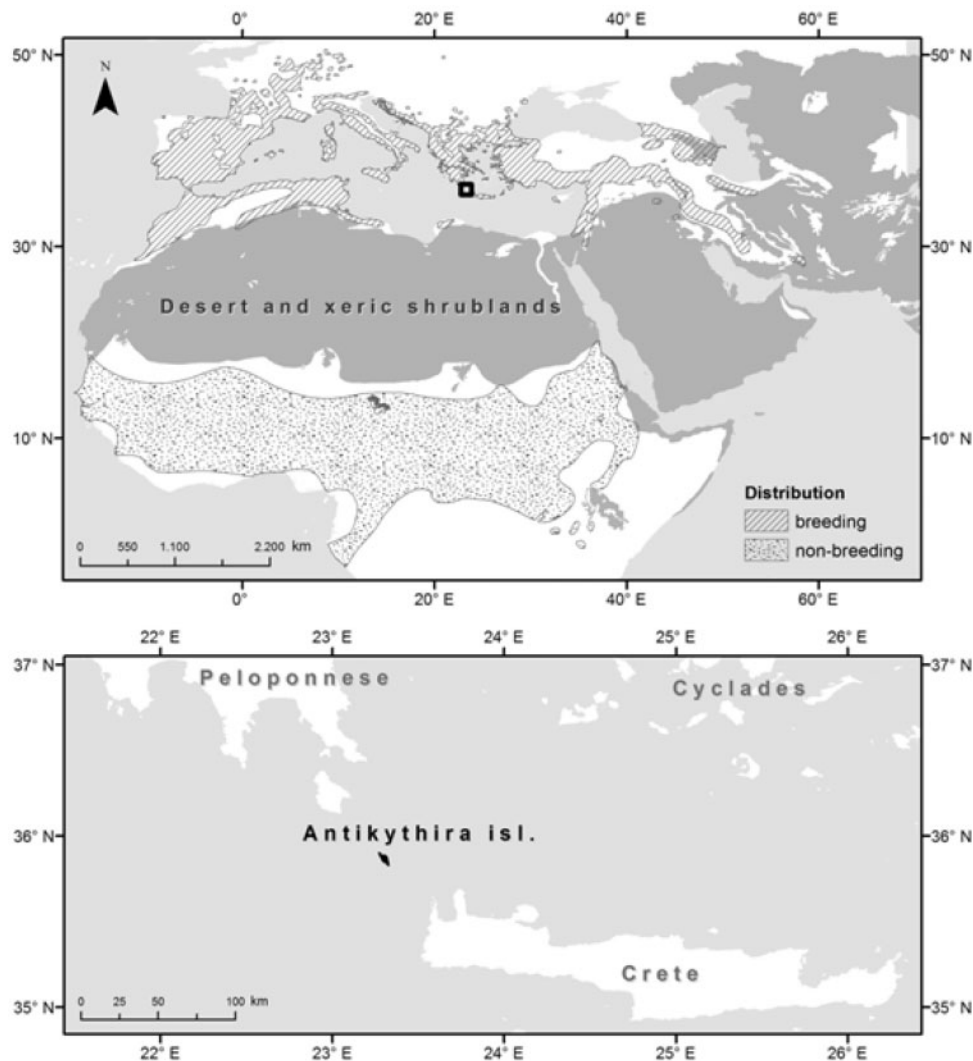 0° 20° E 40° E 60° E
50° N 50° N
N
30° N 30° N
Desert and xeric shrublands
10° N 10° N
Distribution
breeding
non-breeding
0 550 1.100 2.200 km
0° 20° E 40° E 60° E
22° E 23° E 24° E 25° E 26° E
37° N 37° N
Peloponnese Cyclades
36° N 36° N
Antikythira isl.
Crete
0 25 50 100 km
35° N 35° N
22° E 23° E 24° E 25° E 26° E